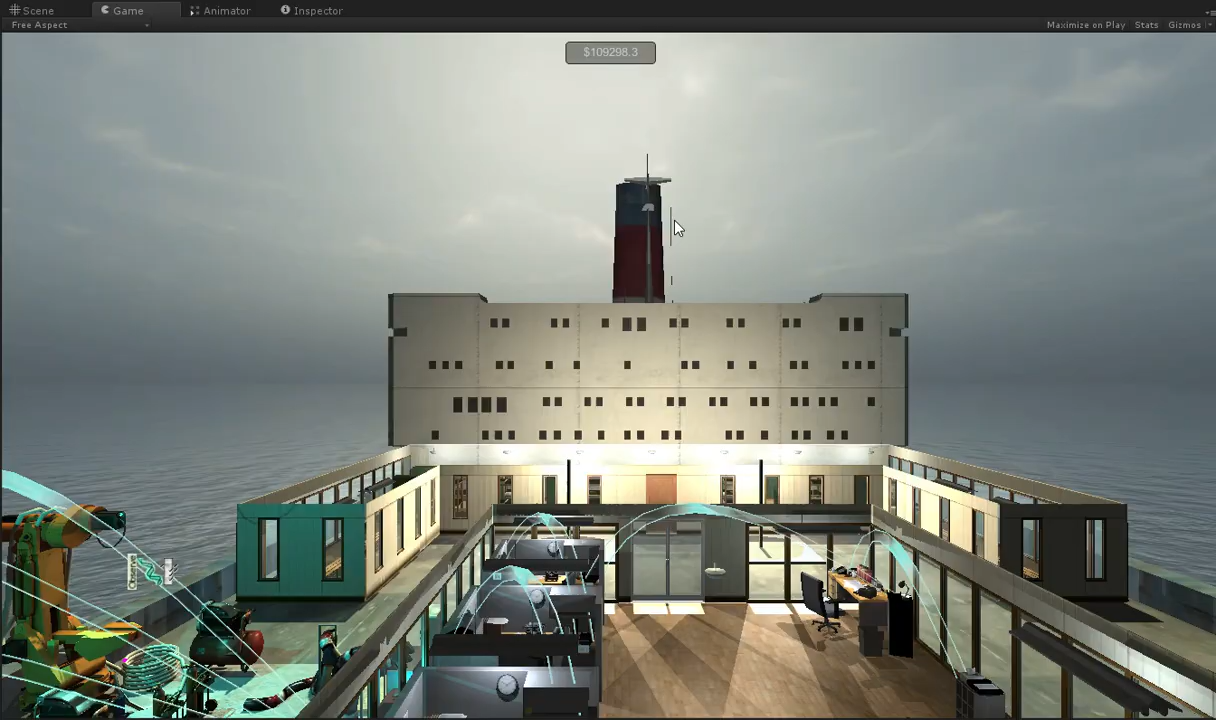 Scene Game Animator Inspector
Free Aspect Maximize on Play Stats Gizmos
$109298.3